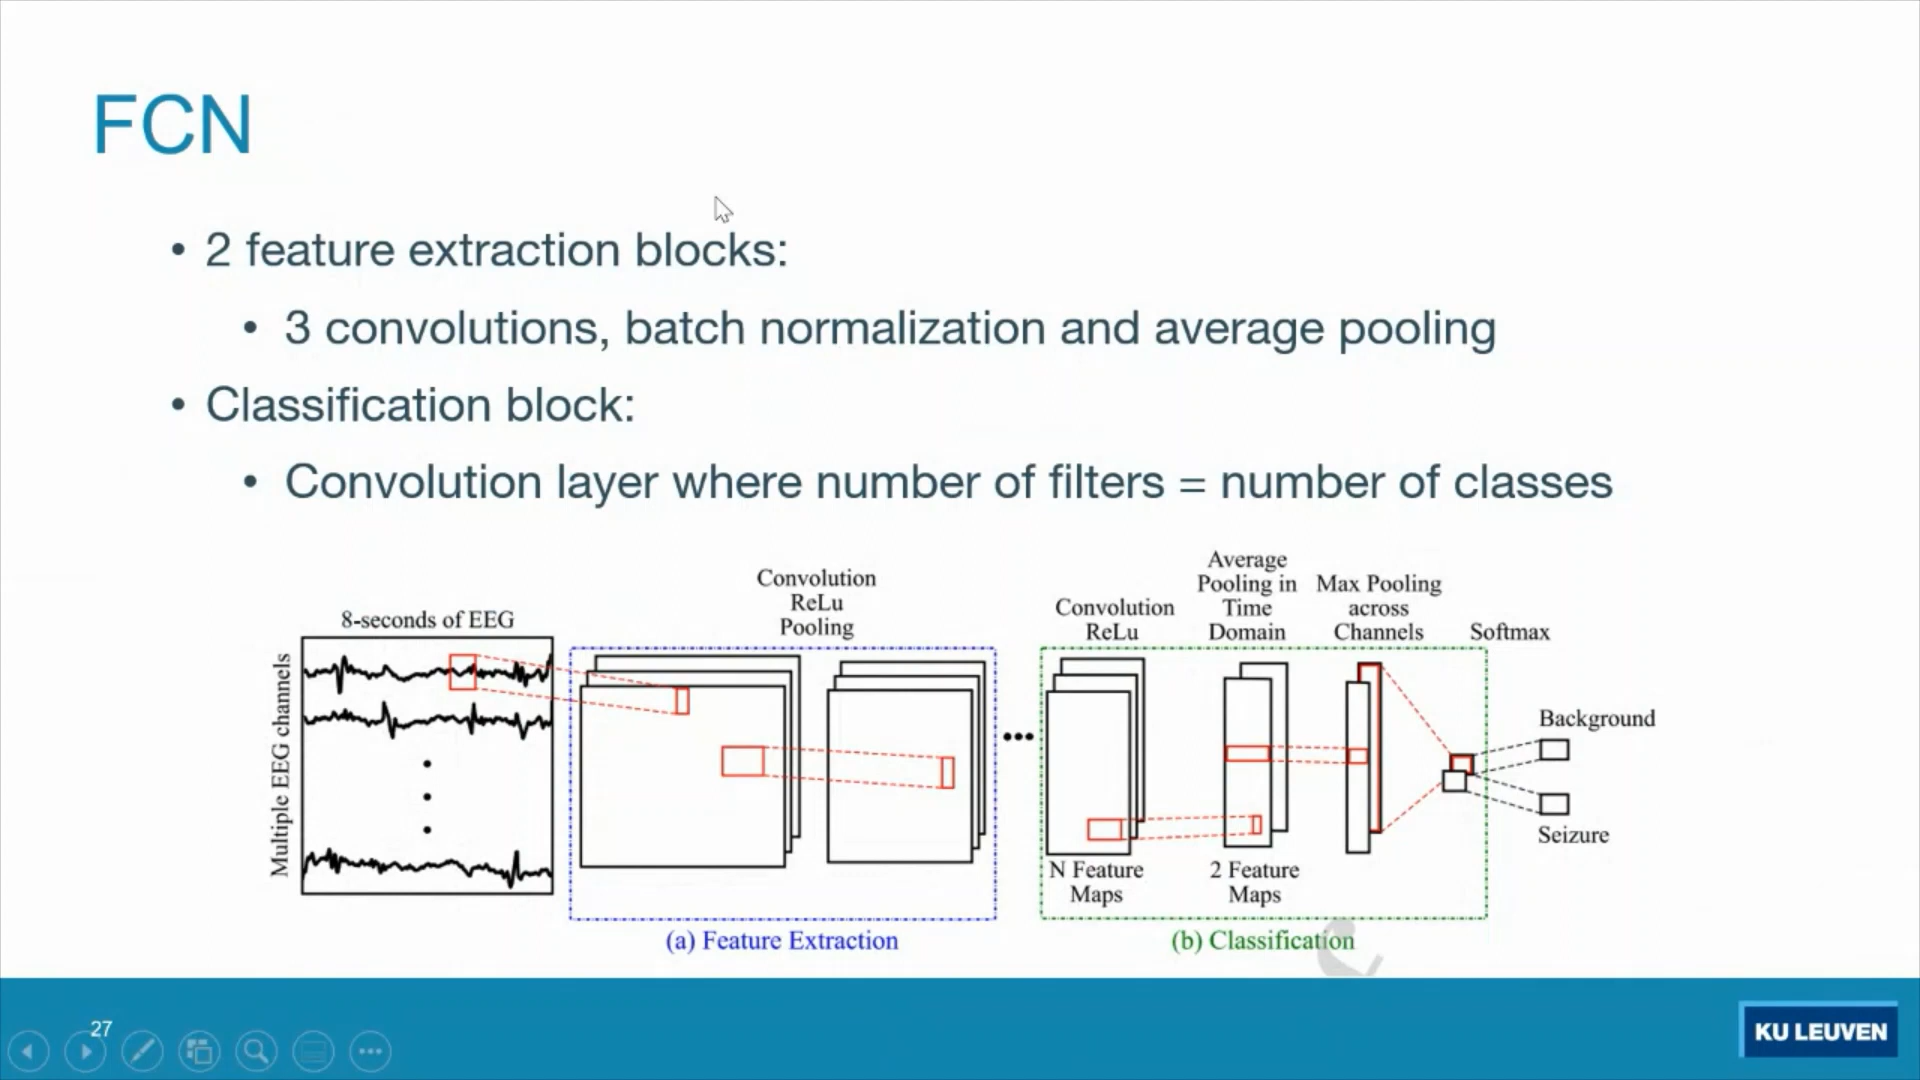 FCN
• 2 feature extraction blocks:
• 3 convolutions, batch normalization and average pooling
• Classification block:
• Convolution layer where number of filters = number of classes
8-seconds of EEG
Multiple EEG channels
Convolution
ReLu
Pooling
Convolution
ReLu
Average
Pooling in
Time
Domain
Max Pooling
across
Channels
Softmax
Background
Seizure
N Feature
Maps
2 Feature
Maps
(a) Feature Extraction
(b) Classification
27
KU LEUVEN